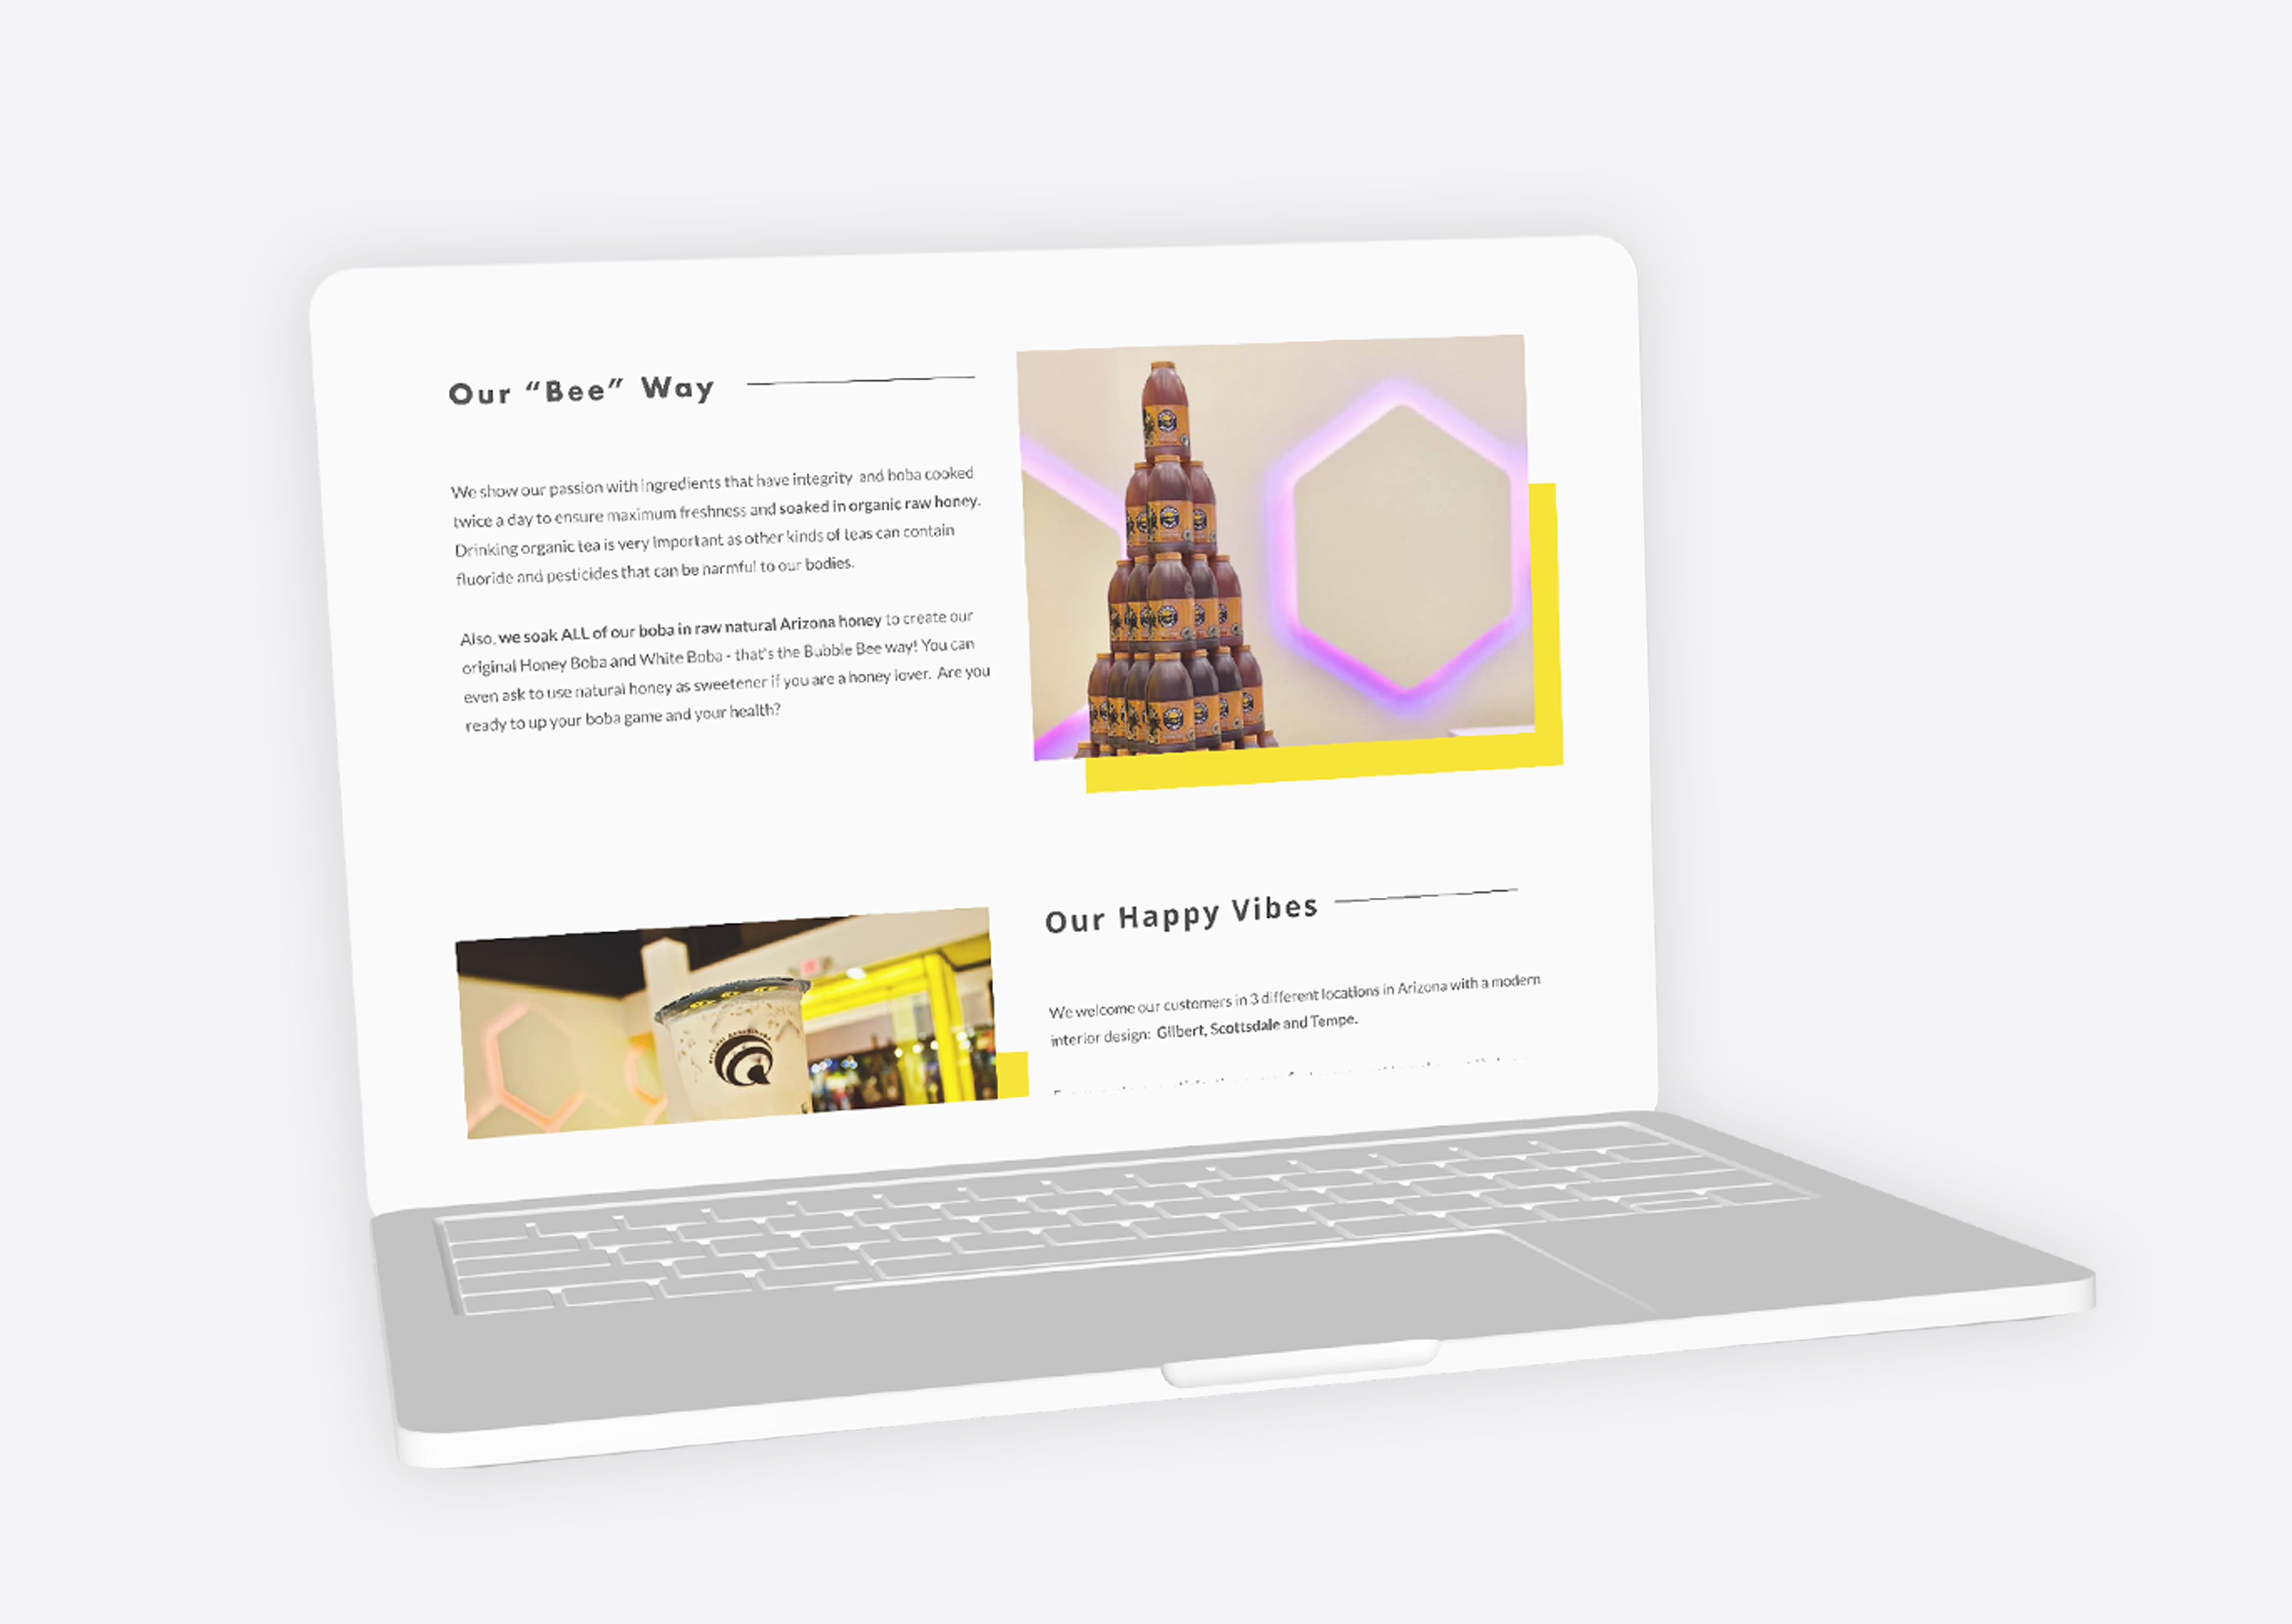 Our “Bee” Way
We show our passion with ingredients that have integrity and boba cooked
twice a day to ensure maximum freshness and soaked in organic raw honey.
Drinking organic tea is very important as other kinds of teas can contain
fluoride and pesticides that can be harmful to our bodies.
Also, we soak ALL of our boba in raw natural Arizona honey to create our
original Honey Boba and White Boba - that's the Bubble Bee way! You can
even ask to use natural honey as sweetener if you are a honey lover. Are you
ready to up your boba game and your health?
Our Happy Vibes
We welcome our customers in 3 different locations in Arizona with a modern
interior design: Gilbert, Scottsdale and Tempe.